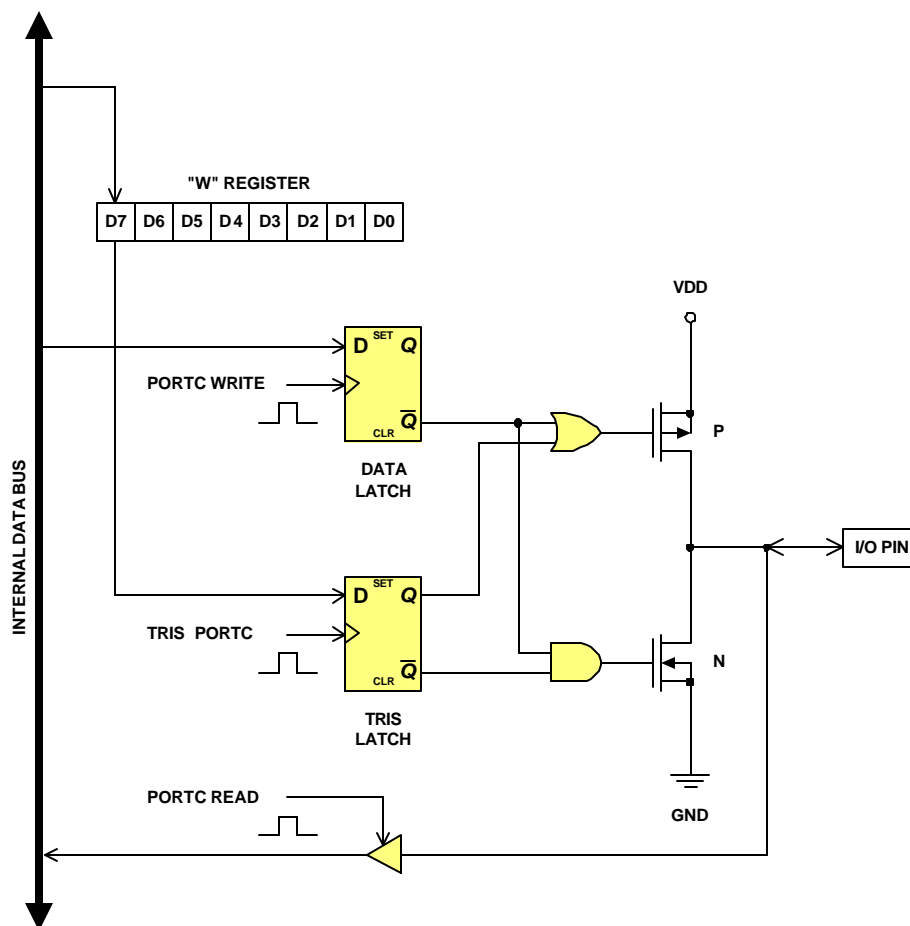 "W" REGISTER
D7 D6 D5 D4 D3 D2 D1 D0
VDD
D SET Q
PORTC WRITE
CLR Q̅
P
DATA
LATCH
INTERNAL DATA BUS
I/O PIN
D SET Q
TRIS PORTC
CLR Q̅
N
TRIS
LATCH
PORTC READ
GND